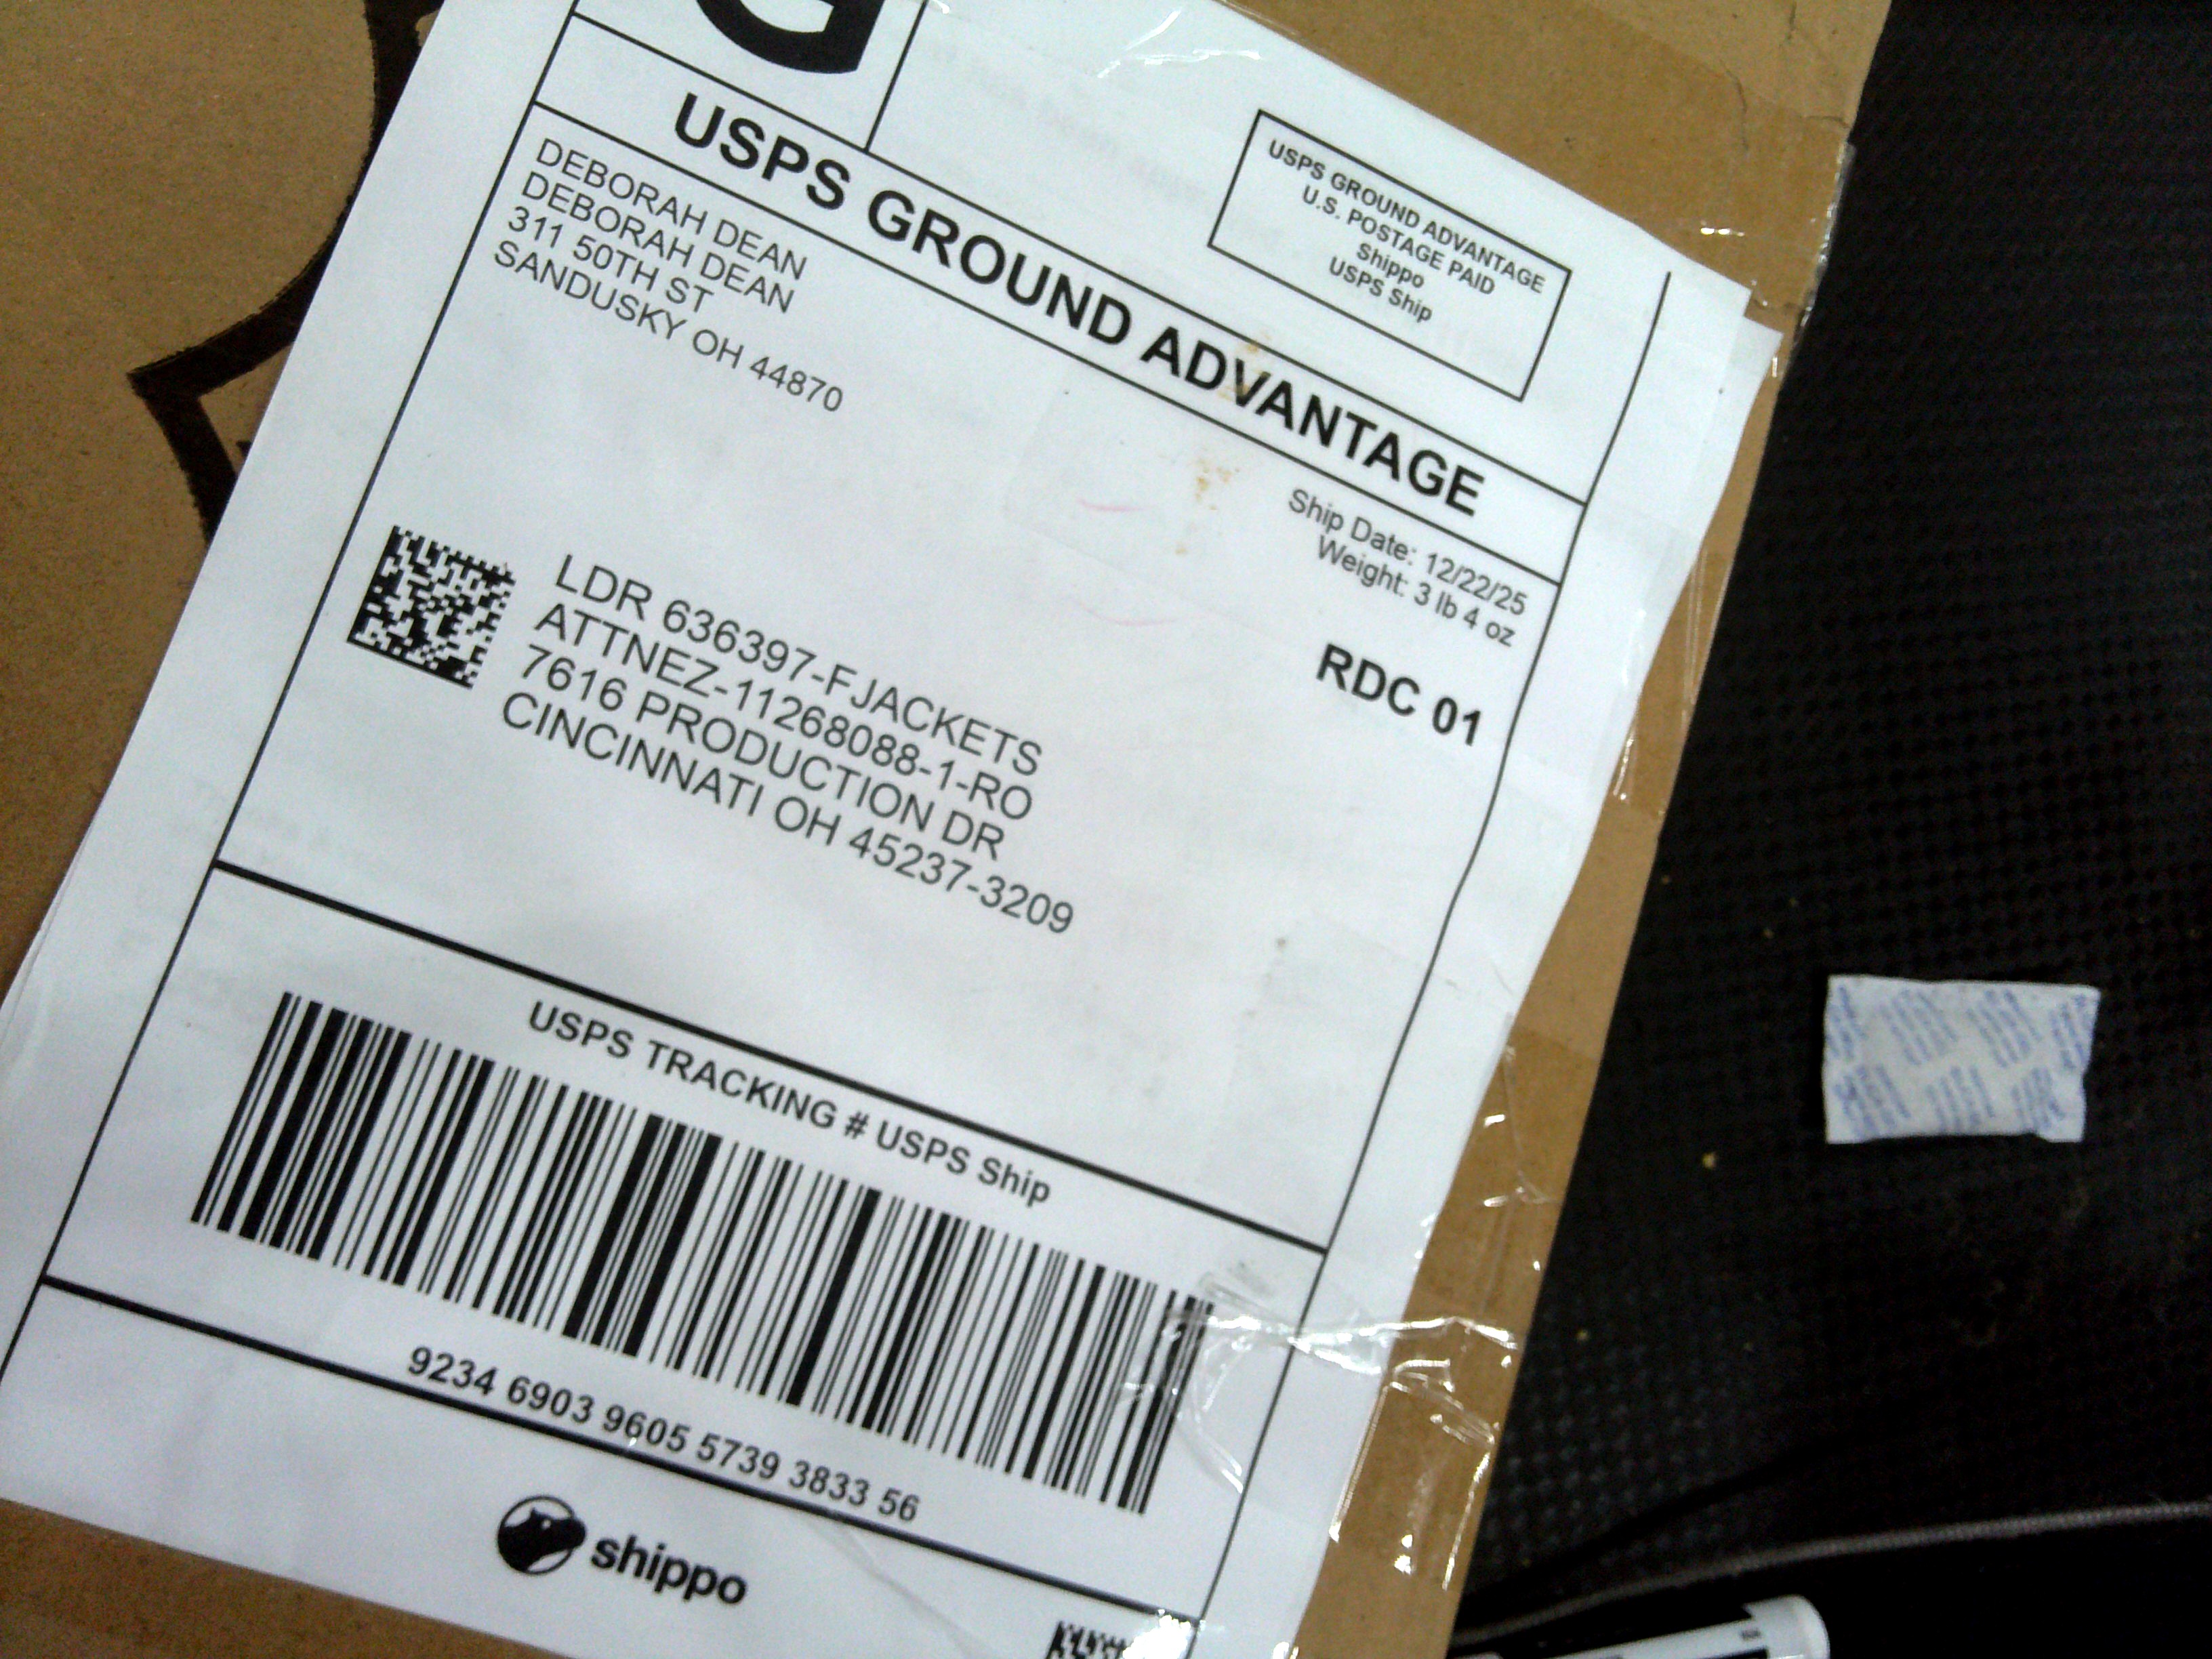 G
USPS GROUND ADVANTAGE
U.S. POSTAGE PAID
Shippo
USPS Ship
USPS GROUND ADVANTAGE
DEBORAH DEAN
DEBORAH DEAN
311 50TH ST
SANDUSKY OH 44870
Ship Date: 12/22/25
Weight: 3 lb 4 oz
RDC 01
LDR 636397-FJACKETS
ATTNEZ-11268088-1-RO
7616 PRODUCTION DR
CINCINNATI OH 45237-3209
USPS TRACKING # USPS Ship
9234 6903 9605 5739 3833 56
shippo